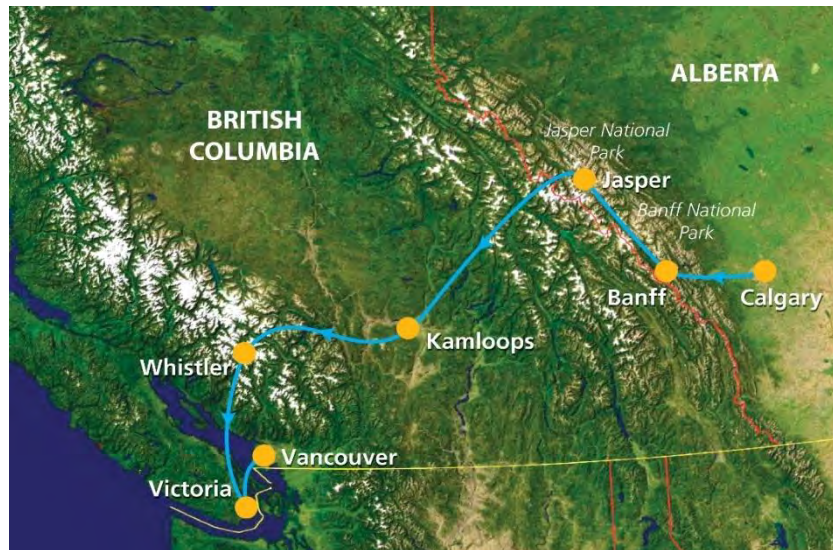 ALBERTA
BRITISH
COLUMBIA
Jasper National
Park
Jasper
Banff National
Park
Banff
Calgary
Kamloops
Whistler
Vancouver
Victoria